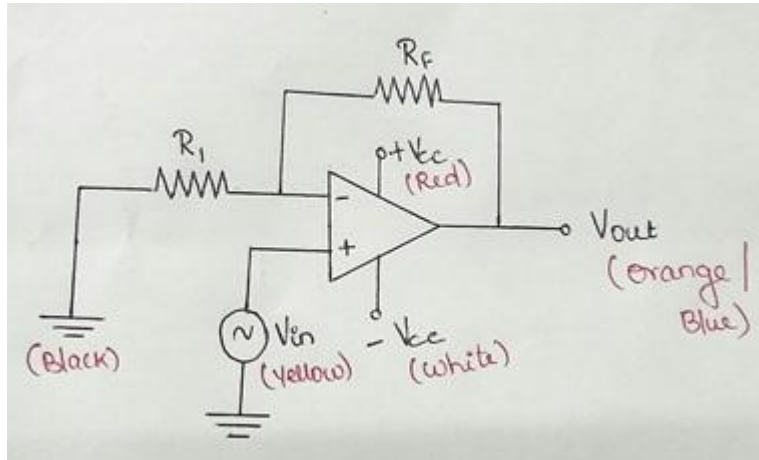 RF
R1
+Vcc
(Red)
-
+
Vout
(Orange/
Blue)
Vin
(Yellow)
- Vcc
(White)
(Black)